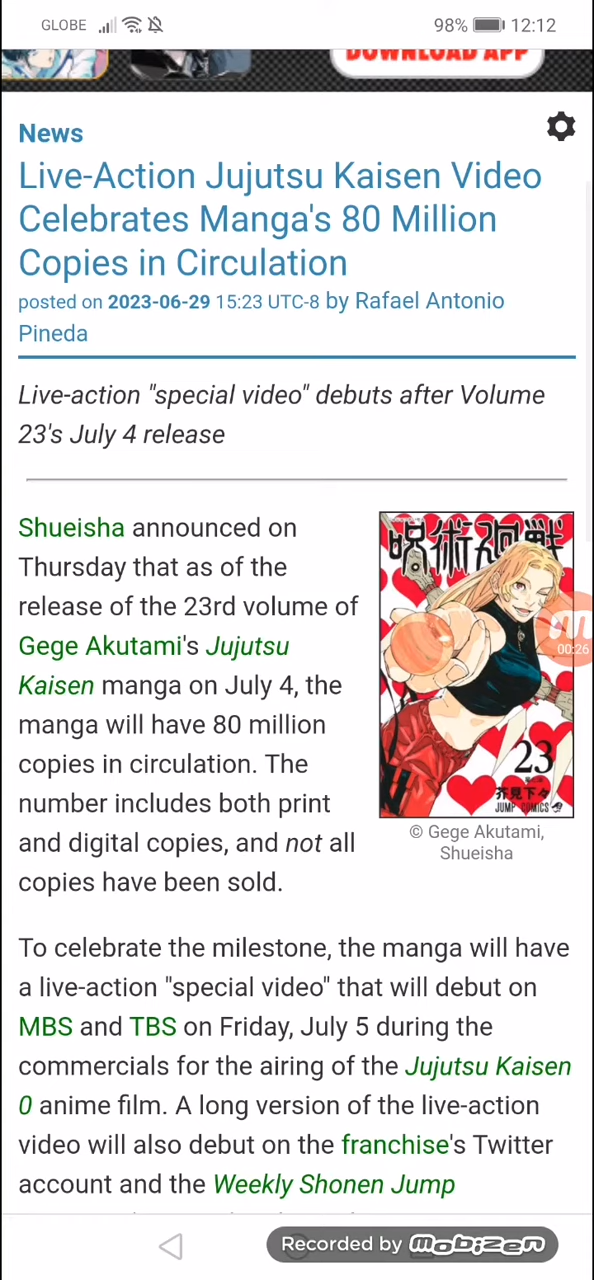 GLOBE
98% 12:12
DOWNLOAD APP
News
Live-Action Jujutsu Kaisen Video
Celebrates Manga's 80 Million
Copies in Circulation
posted on 2023-06-29 15:23 UTC-8 by Rafael Antonio
Pineda
Live-action "special video" debuts after Volume
23's July 4 release
Shueisha announced on
Thursday that as of the
release of the 23rd volume of
Gege Akutami's Jujutsu
Kaisen manga on July 4, the
manga will have 80 million
copies in circulation. The
number includes both print
and digital copies, and not all
copies have been sold.
呪術廻戦
00:26
23
芥見下々
JUMP COMICS
© Gege Akutami,
Shueisha
To celebrate the milestone, the manga will have
a live-action "special video" that will debut on
MBS and TBS on Friday, July 5 during the
commercials for the airing of the Jujutsu Kaisen
0 anime film. A long version of the live-action
video will also debut on the franchise's Twitter
account and the Weekly Shonen Jump
Recorded by mobizen